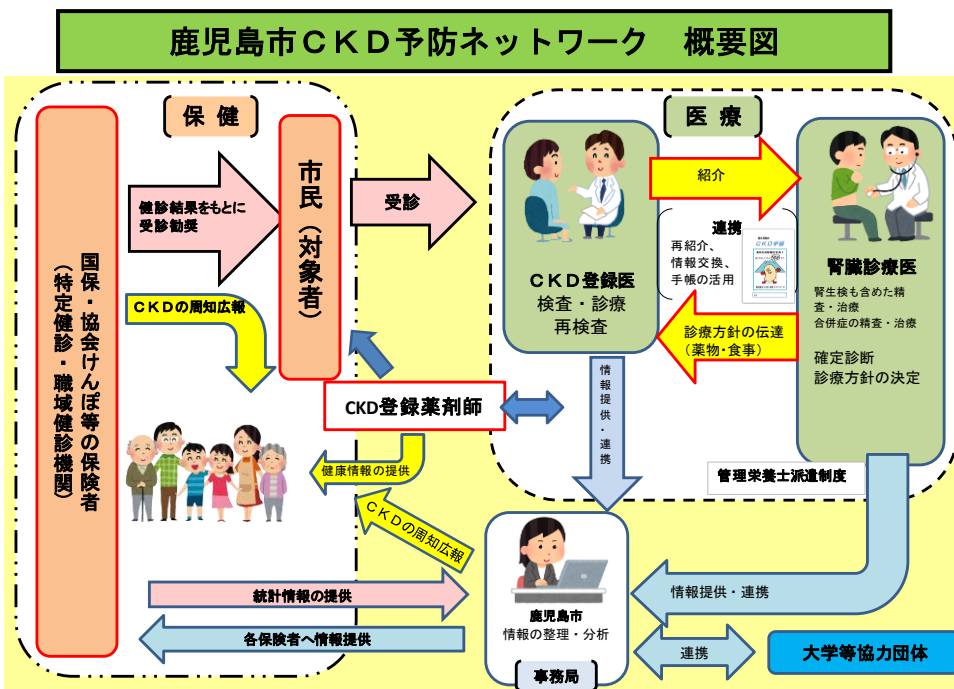 鹿児島市ＣＫＤ予防ネットワーク　概要図
保 健
国保・協会けんぽ等の保険者
（特定健診・職域健診機関）
健診結果をもとに
受診勧奨
ＣＫＤの周知広報
市民（対象者）
受診
医 療
ＣＫＤ登録医
検査・診療
再検査
紹介
連携
再紹介、
情報交換、
手帳の活用
ＣＫＤ手帳
診療方針の伝達
（薬物・食事）
腎臓診療医
腎生検も含めた精
査・治療
合併症の精査・治療
確定診断
診療方針の決定
CKD登録薬剤師
健康情報の提供
ＣＫＤの周知広報
情報提供・連携
管理栄養士派遣制度
統計情報の提供
各保険者へ情報提供
鹿児島市
情報の整理・分析
事務局
情報提供・連携
連携
大学等協力団体